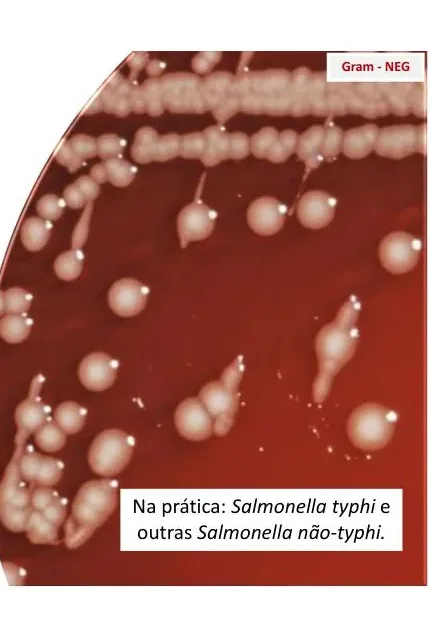 Gram - NEG
Na prática: Salmonella typhi e
outras Salmonella não-typhi.